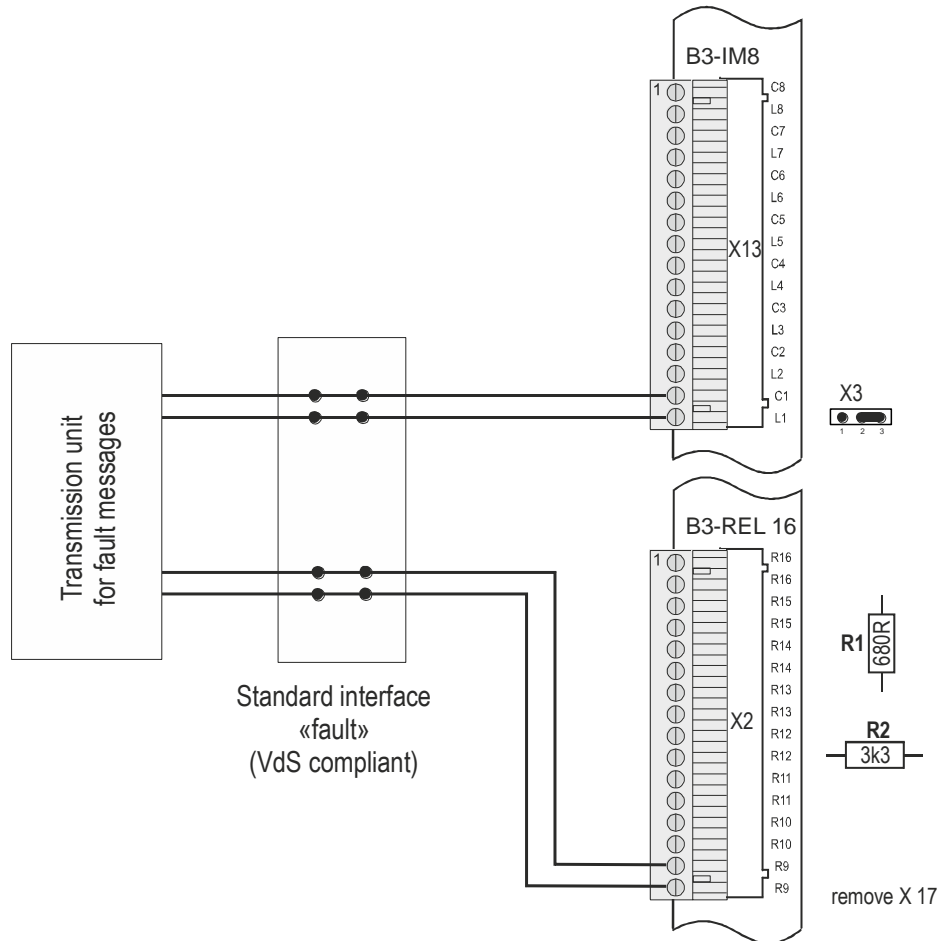 B3-IM8
1
C8
L8
C7
L7
C6
L6
C5
L5
C4
L4
C3
L3
C2
L2
C1
L1
X13
X3
1 2 3
Transmission unit
for fault messages
Standard interface
«fault»
(VdS compliant)
B3-REL 16
1
R16
R16
R15
R15
R14
R14
R13
R13
R12
R12
R11
R11
R10
R10
R9
R9
X2
R1
680R
R2
3k3
remove X 17